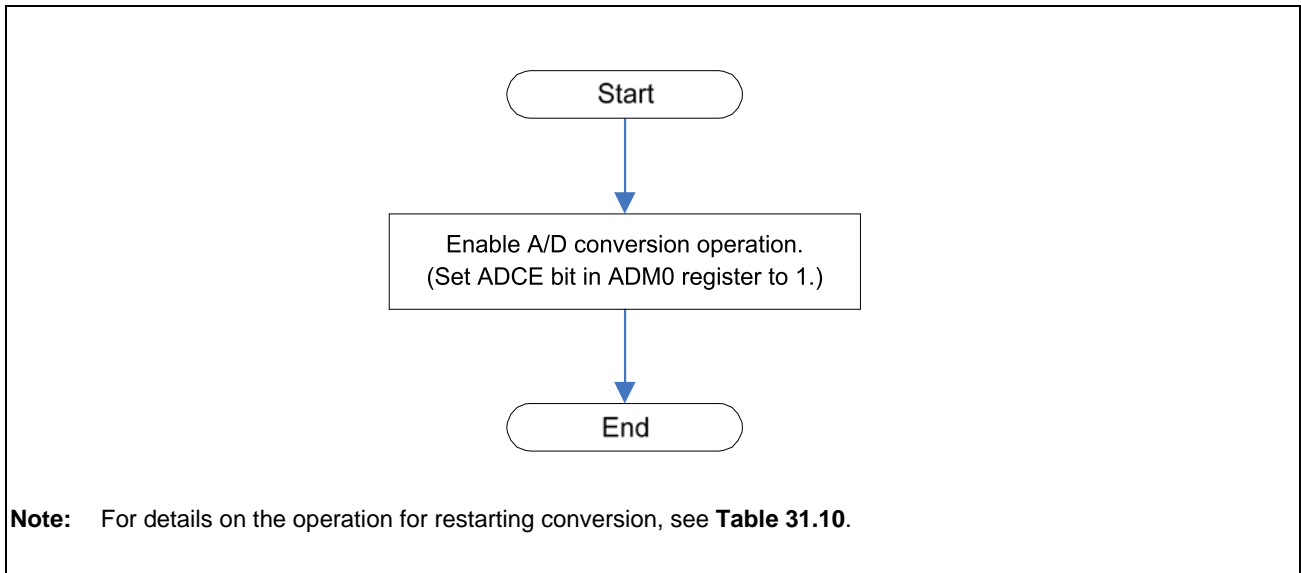 Start
Enable A/D conversion operation.
(Set ADCE bit in ADM0 register to 1.)
End
Note: For details on the operation for restarting conversion, see Table 31.10.